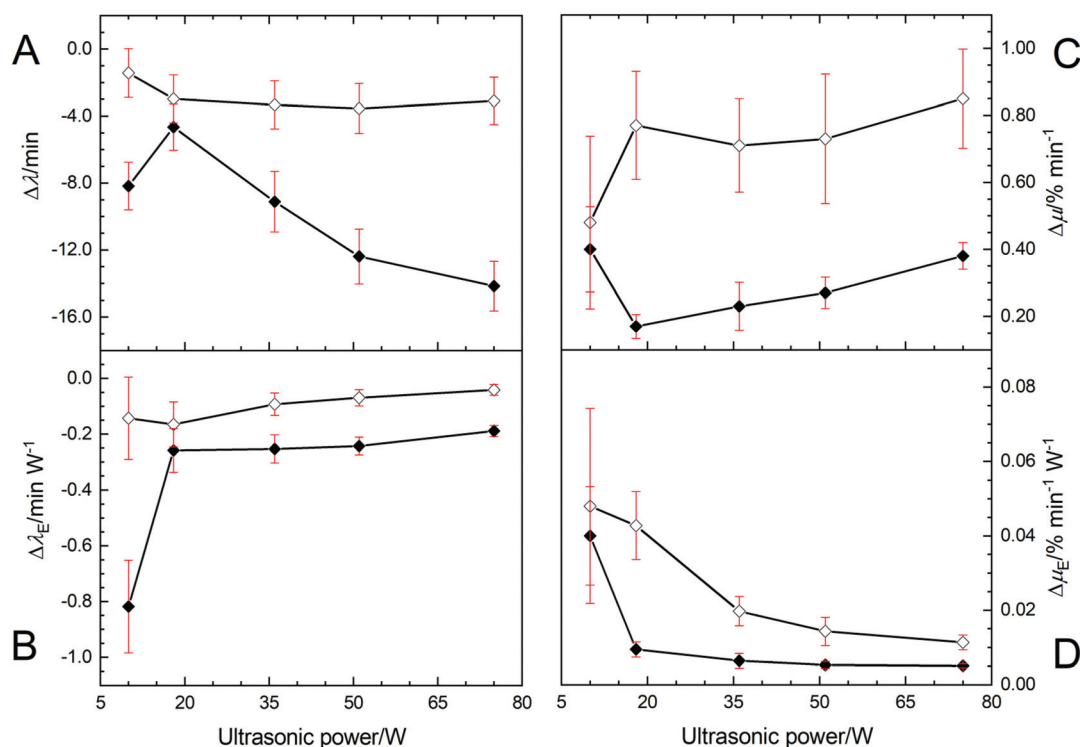 A
0.0
-4.0
-8.0
-12.0
-16.0
Δλ/min
C
1.00
0.80
0.60
0.40
0.20
Δμ/% min⁻¹
B
0.0
-0.2
-0.4
-0.6
-0.8
-1.0
Δλ_E/min W⁻¹
5 20 35 50 65 80
Ultrasonic power/W
D
0.08
0.06
0.04
0.02
0.00
Δμ_E/% min⁻¹ W⁻¹
5 20 35 50 65 80
Ultrasonic power/W